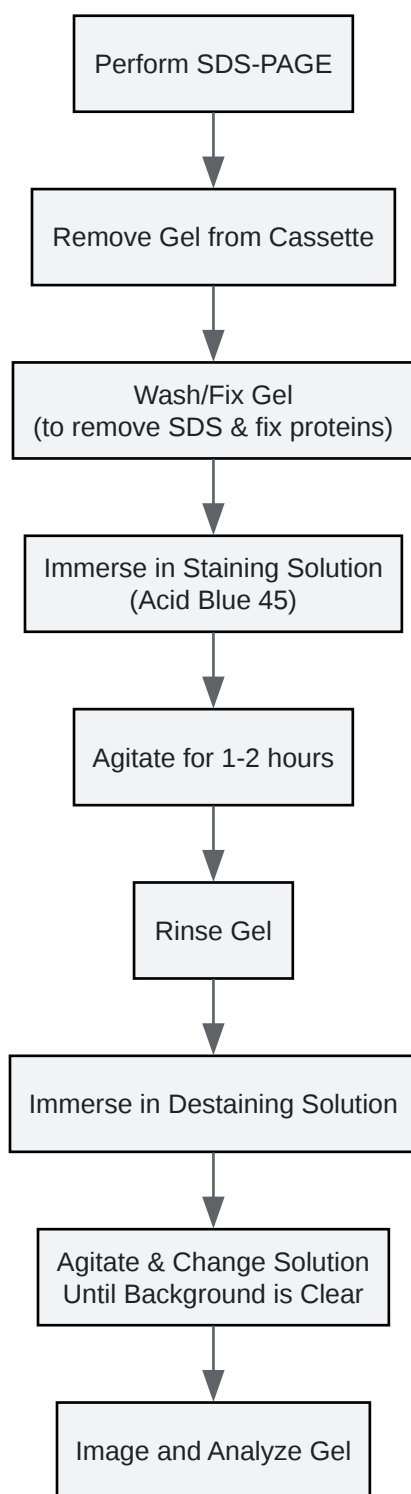 Perform SDS-PAGE
Remove Gel from Cassette
Wash/Fix Gel
(to remove SDS & fix proteins)
Immerse in Staining Solution
(Acid Blue 45)
Agitate for 1-2 hours
Rinse Gel
Immerse in Destaining Solution
Agitate & Change Solution
Until Background is Clear
Image and Analyze Gel